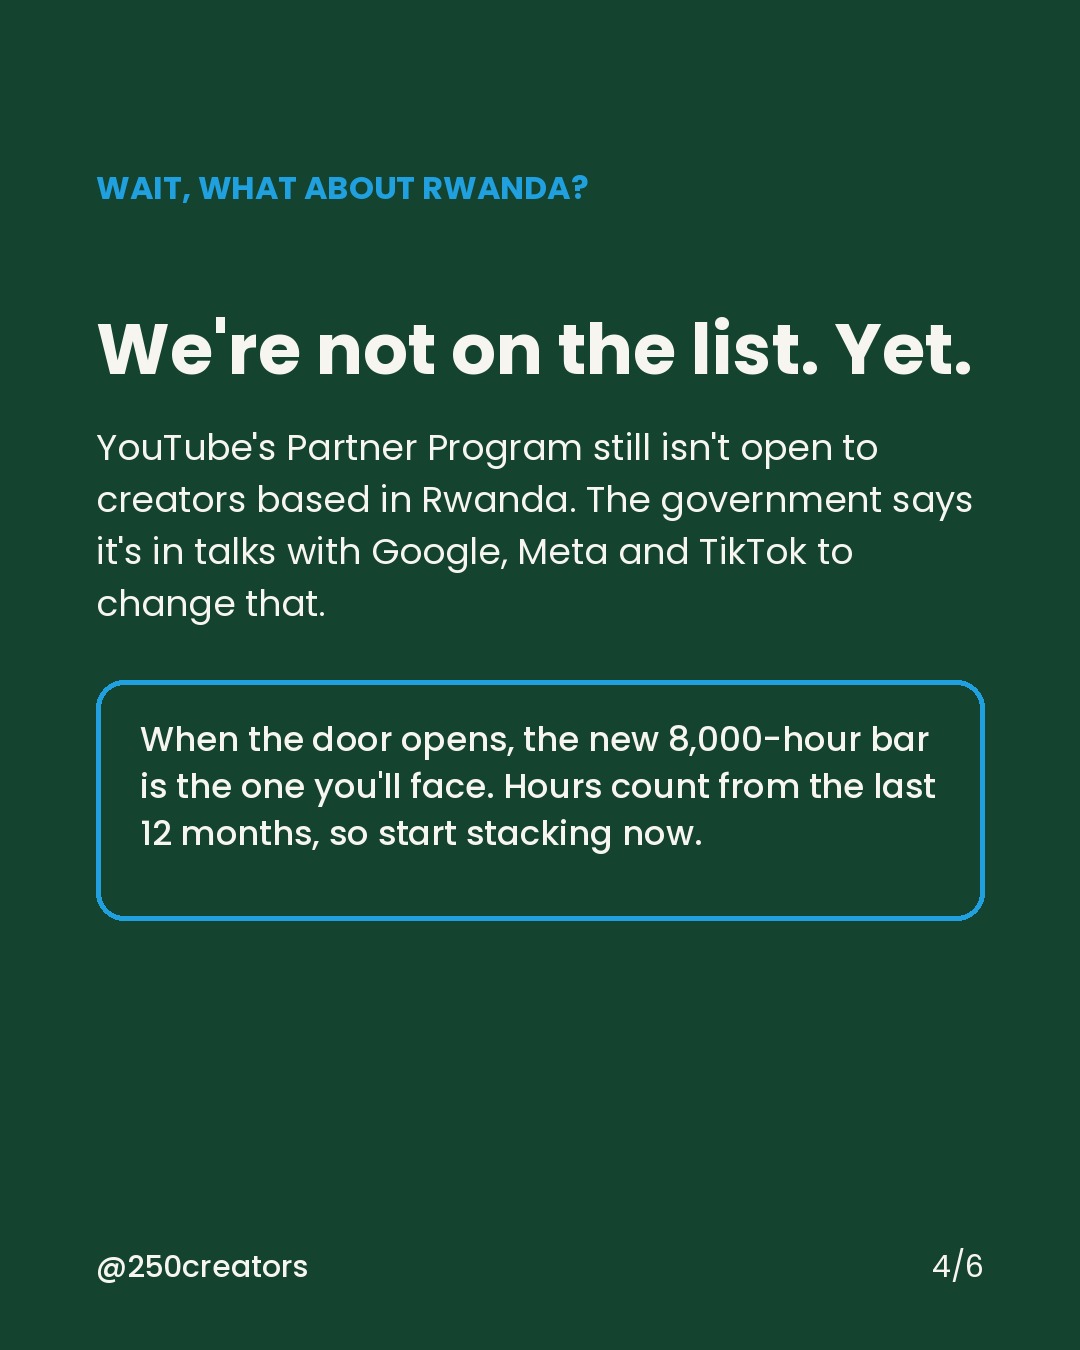 WAIT, WHAT ABOUT RWANDA?
We're not on the list. Yet.
YouTube's Partner Program still isn't open to
creators based in Rwanda. The government says
it's in talks with Google, Meta and TikTok to
change that.
When the door opens, the new 8,000-hour bar
is the one you'll face. Hours count from the last
12 months, so start stacking now.
@250creators
4/6